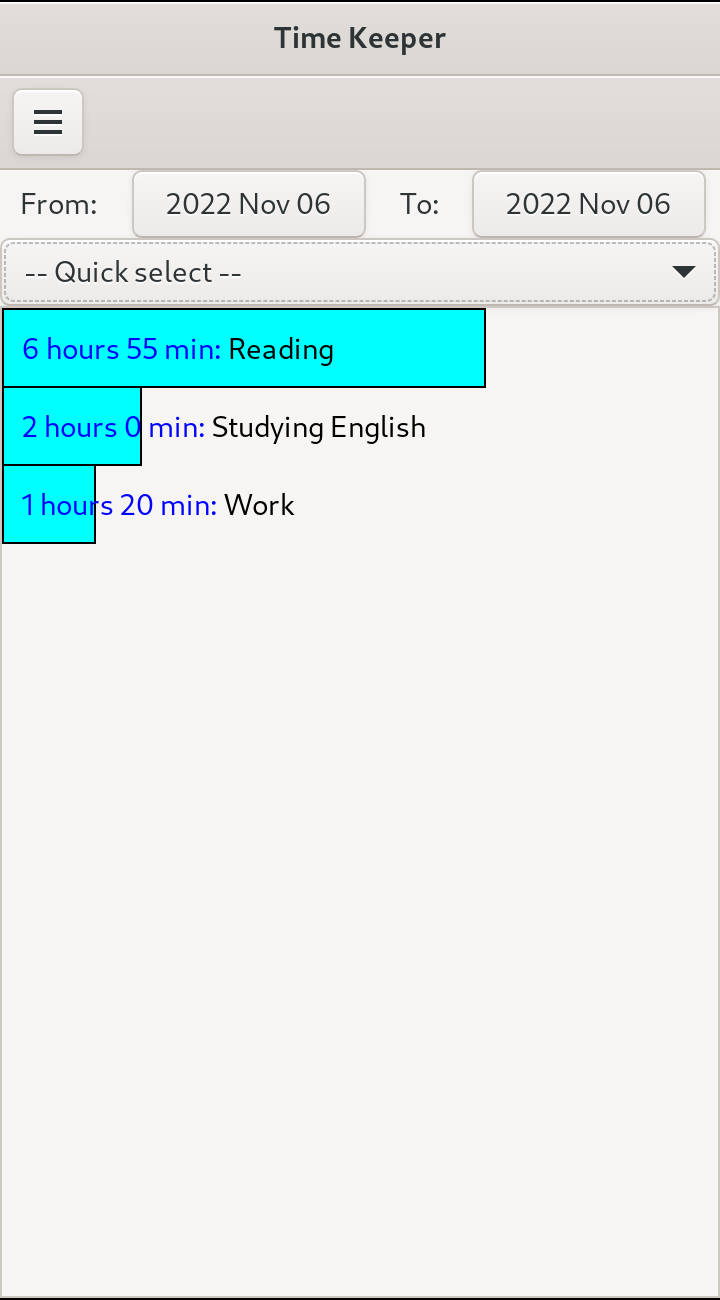 Time Keeper
From: 2022 Nov 06 To: 2022 Nov 06
-- Quick select --
6 hours 55 min: Reading
2 hours 0 min: Studying English
1 hours 20 min: Work